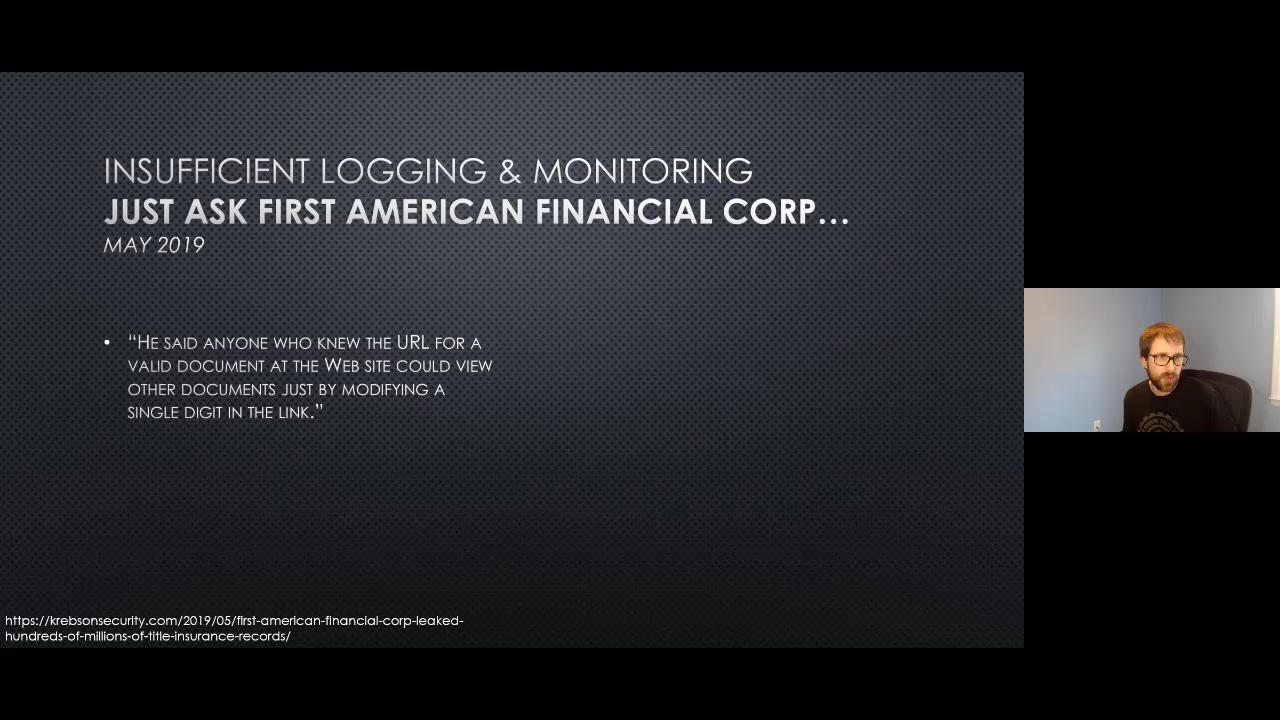 INSUFFICIENT LOGGING & MONITORING
JUST ASK FIRST AMERICAN FINANCIAL CORP…
MAY 2019
• “HE SAID ANYONE WHO KNEW THE URL FOR A
VALID DOCUMENT AT THE WEB SITE COULD VIEW
OTHER DOCUMENTS JUST BY MODIFYING A
SINGLE DIGIT IN THE LINK.”
https://krebsonsecurity.com/2019/05/first-american-financial-corp-leaked-
hundreds-of-millions-of-title-insurance-records/